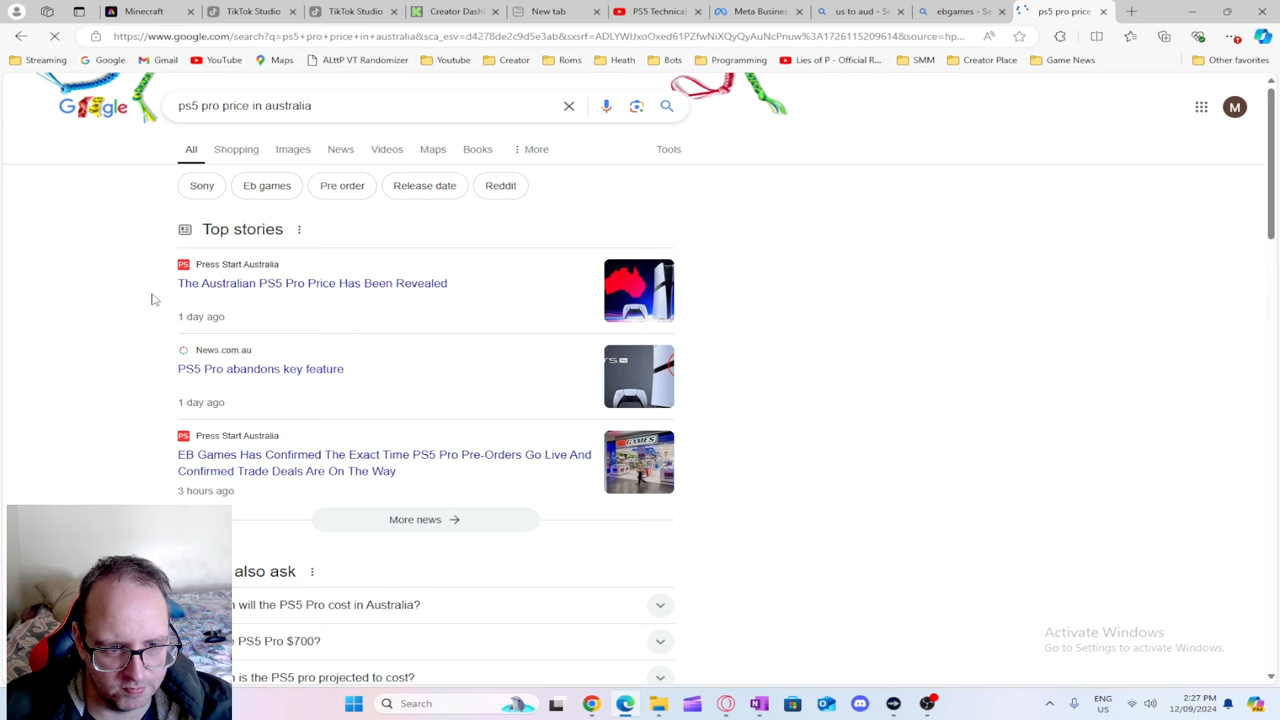 Minecraft
TikTok Studio
TikTok Studio
Creator Dash
New tab
PS5 Technical
Meta Business
us to aud - Se
ebgames - Se
ps5 pro price
https://www.google.com/search?q=ps5+pro+price+in+australia&sca_esv=d4278de2c9d5e3ab&sxsrf=ADLYWIJxoOxed61PZfwNiXQyQyAuNcPnuw%3A1726115209614&source=hp...
Streaming
Google
Gmail
YouTube
Maps
ALttP VT Randomizer
Youtube
Creator
Roms
Heath
Bots
Programming
Lies of P - Official R...
SMM
Creator Place
Game News
Other favorites
Google
ps5 pro price in australia
M
All
Shopping
Images
News
Videos
Maps
Books
More
Tools
Sony
Eb games
Pre order
Release date
Reddit
Top stories
PS Press Start Australia
The Australian PS5 Pro Price Has Been Revealed
1 day ago
News.com.au
PS5 Pro abandons key feature
1 day ago
PS Press Start Australia
EB Games Has Confirmed The Exact Time PS5 Pro Pre-Orders Go Live And
Confirmed Trade Deals Are On The Way
3 hours ago
GAMES
More news
also ask
will the PS5 Pro cost in Australia?
PS5 Pro $700?
is the PS5 pro projected to cost?
Activate Windows
Go to Settings to activate Windows.
Search
ENG
US
2:27 PM
12/09/2024